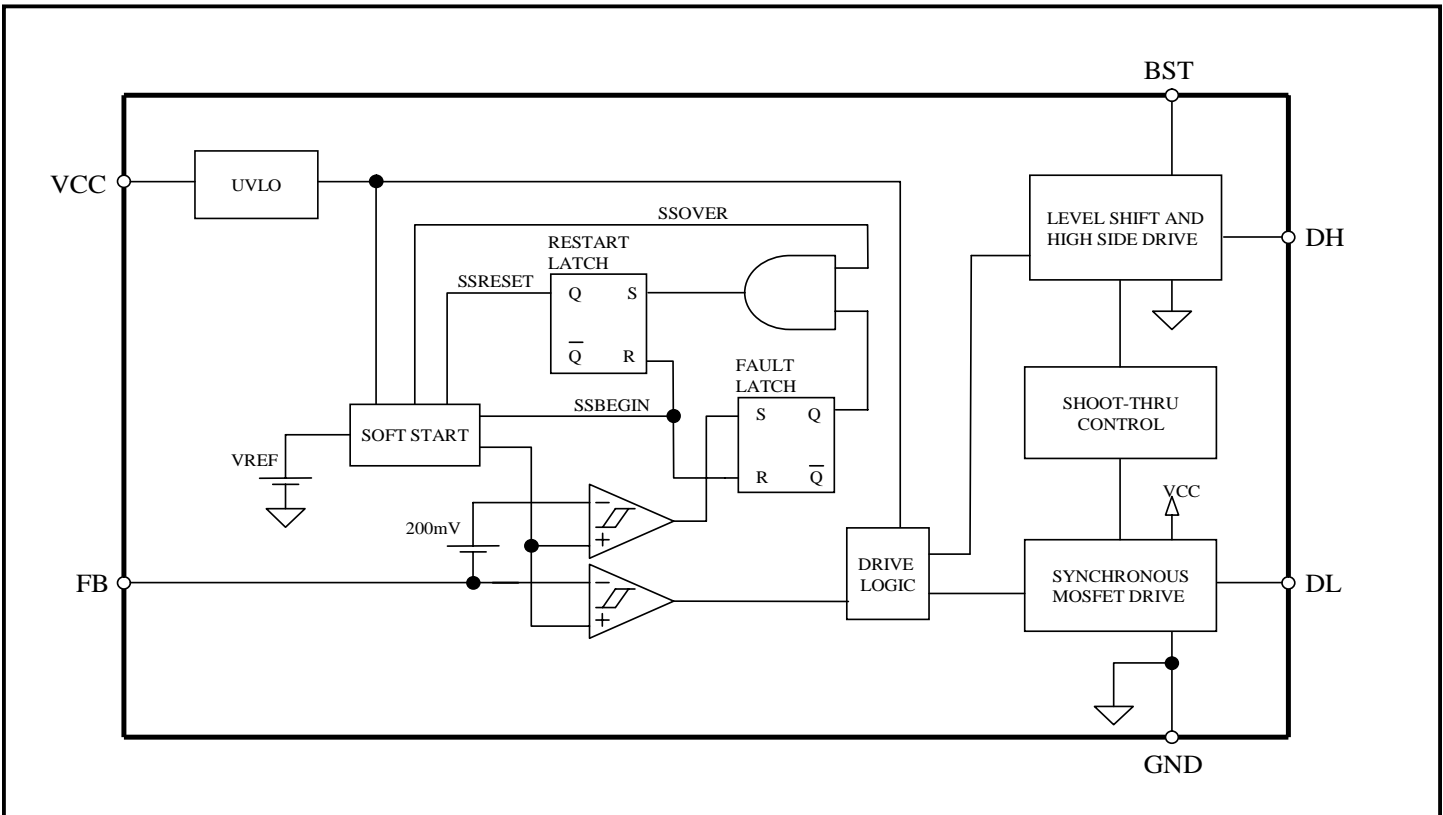 BST
VCC
UVLO
LEVEL SHIFT AND
HIGH SIDE DRIVE
DH
SSOVER
RESTART
LATCH
SSRESET
Q
S
Q
R
FAULT
LATCH
SHOOT-THRU
CONTROL
SSBEGIN
S
Q
SOFT START
VREF
R
Q
VCC
200mV
−
+
DRIVE
LOGIC
SYNCHRONOUS
MOSFET DRIVE
FB
−
+
DL
GND